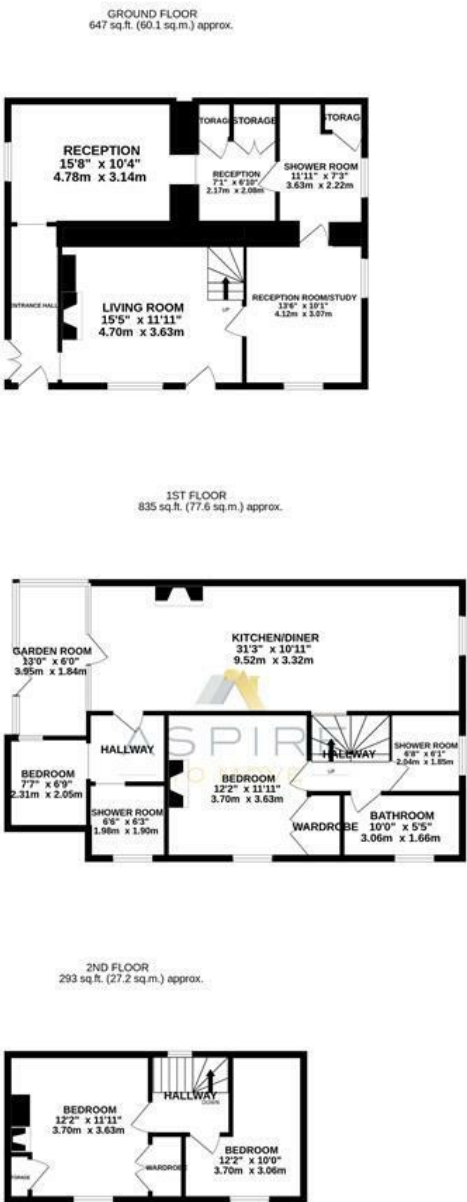 GROUND FLOOR
647 sq.ft. (60.1 sq.m.) approx.
RECEPTION
15'8" x 10'4"
4.78m x 3.14m
TORAG
STORAGE
STORAG
RECEPTION
7'1" x 6'10"
2.17m x 2.08m
SHOWER ROOM
11'11" x 7'3"
3.63m x 2.22m
ENTRANCE HALL
LIVING ROOM
15'5" x 11'11"
4.70m x 3.63m
UP
RECEPTION ROOM/STUDY
13'6" x 10'1"
4.12m x 3.07m
1ST FLOOR
835 sq.ft. (77.6 sq.m.) approx.
GARDEN ROOM
13'0" x 6'0"
3.95m x 1.84m
KITCHEN/DINER
31'3" x 10'11"
9.52m x 3.32m
ASPIRE
HALLWAY
HALLWAY
UP
SHOWER ROOM
6'8" x 6'1"
2.04m x 1.85m
BEDROOM
7'7" x 6'9"
2.31m x 2.05m
BEDROOM
12'2" x 11'11"
3.70m x 3.63m
SHOWER ROOM
6'6" x 6'3"
1.98m x 1.90m
WARDROBE
BATHROOM
10'0" x 5'5"
3.06m x 1.66m
2ND FLOOR
293 sq.ft. (27.2 sq.m.) approx.
HALLWAY
DOWN
BEDROOM
12'2" x 11'11"
3.70m x 3.63m
WARDROBE
BEDROOM
12'2" x 10'0"
3.70m x 3.06m